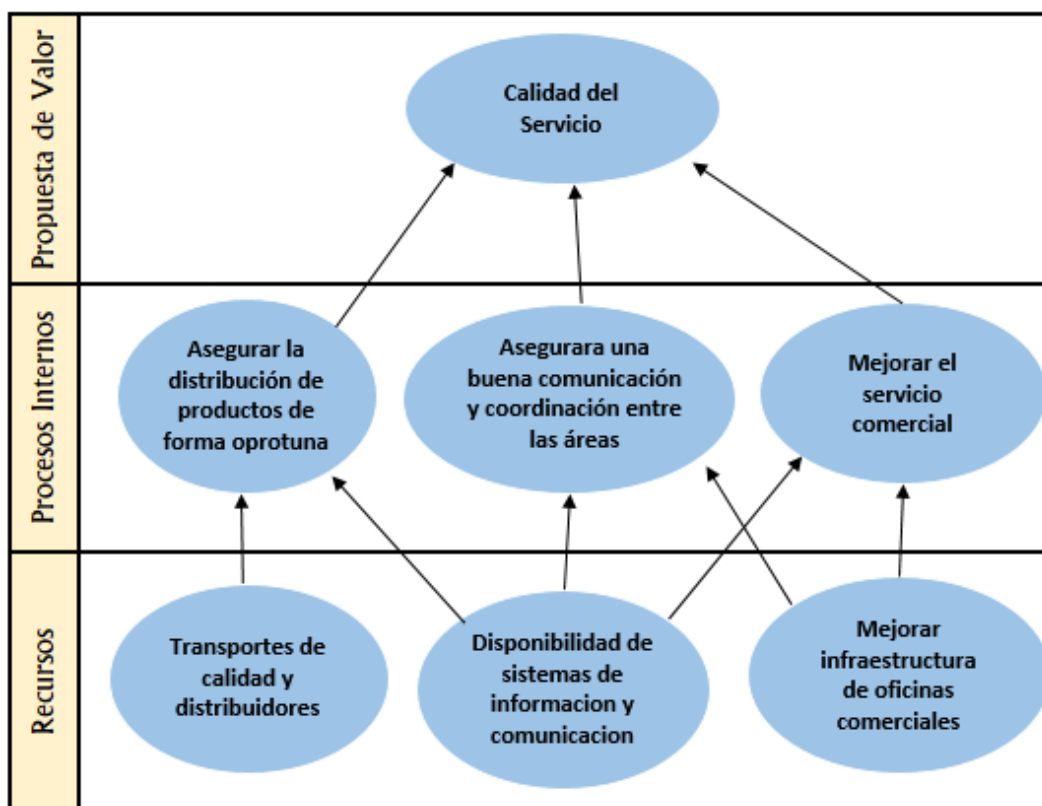 Propuesta de Valor
Calidad del
Servicio
Procesos Internos
Asegurar la
distribución de
productos de
forma oprotuna
Asegurara una
buena comunicación
y coordinación entre
las áreas
Mejorar el
servicio
comercial
Recursos
Transportes de
calidad y
distribuidores
Disponibilidad de
sistemas de
informacion y
comunicacion
Mejorar
infraestructura
de oficinas
comerciales